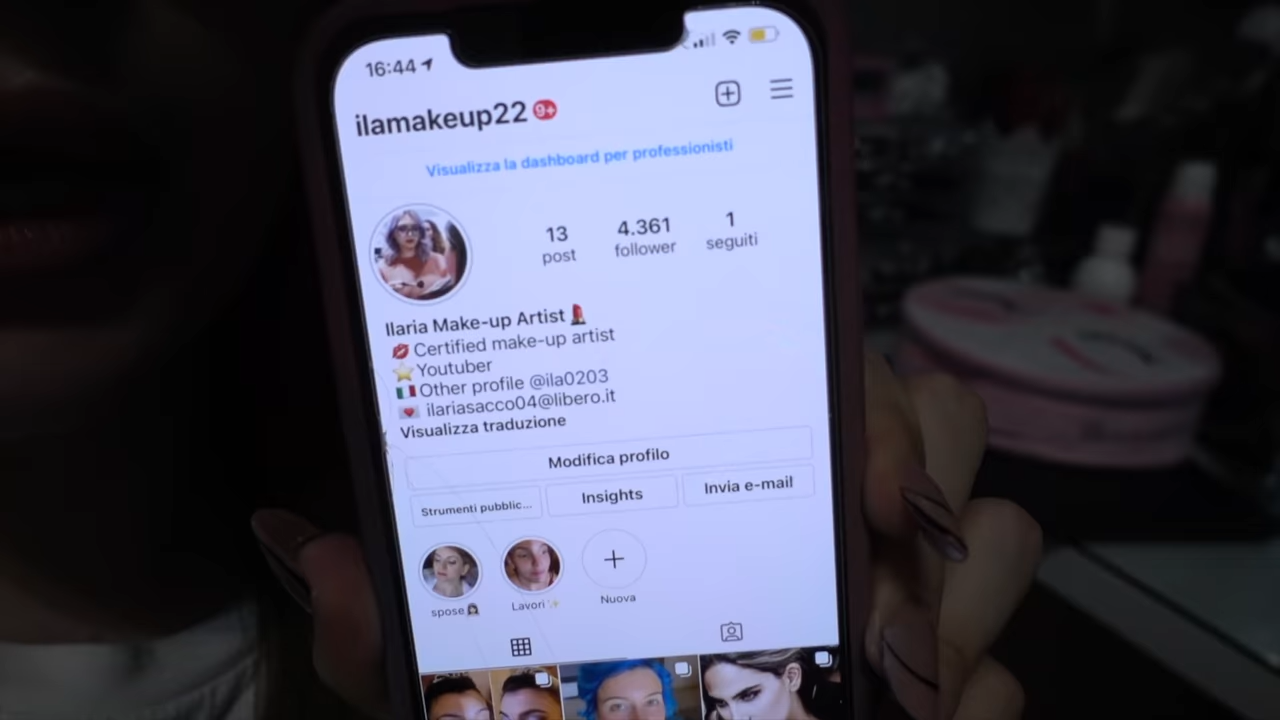 16:44
ilamakeup22 9+
Visualizza la dashboard per professionisti
13 4.361 1
post follower seguiti
Ilaria Make-up Artist💄
💋 Certified make-up artist
⭐ Youtuber
🇮🇹 Other profile @ila0203
💌 ilariasacco04@libero.it
Visualizza traduzione
Modifica profilo
Strumenti pubblic... Insights Invia e-mail
spose👰 Lavori✨ Nuova